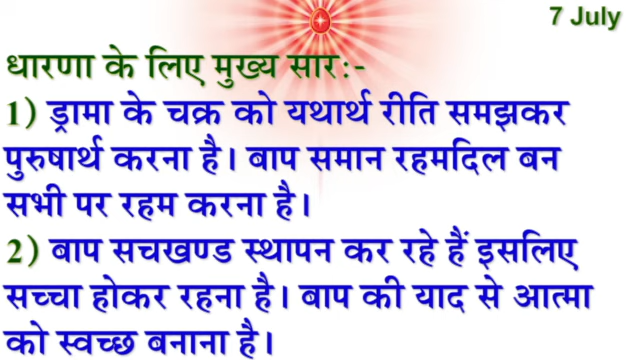 7 July
धारणा के लिए मुख्य सार:-
1) ड्रामा के चक्र को यथार्थ रीति समझकर
पुरुषार्थ करना है। बाप समान रहमदिल बन
सभी पर रहम करना है।
2) बाप सचखण्ड स्थापन कर रहे हैं इसलिए
सच्चा होकर रहना है। बाप की याद से आत्मा
को स्वच्छ बनाना है।